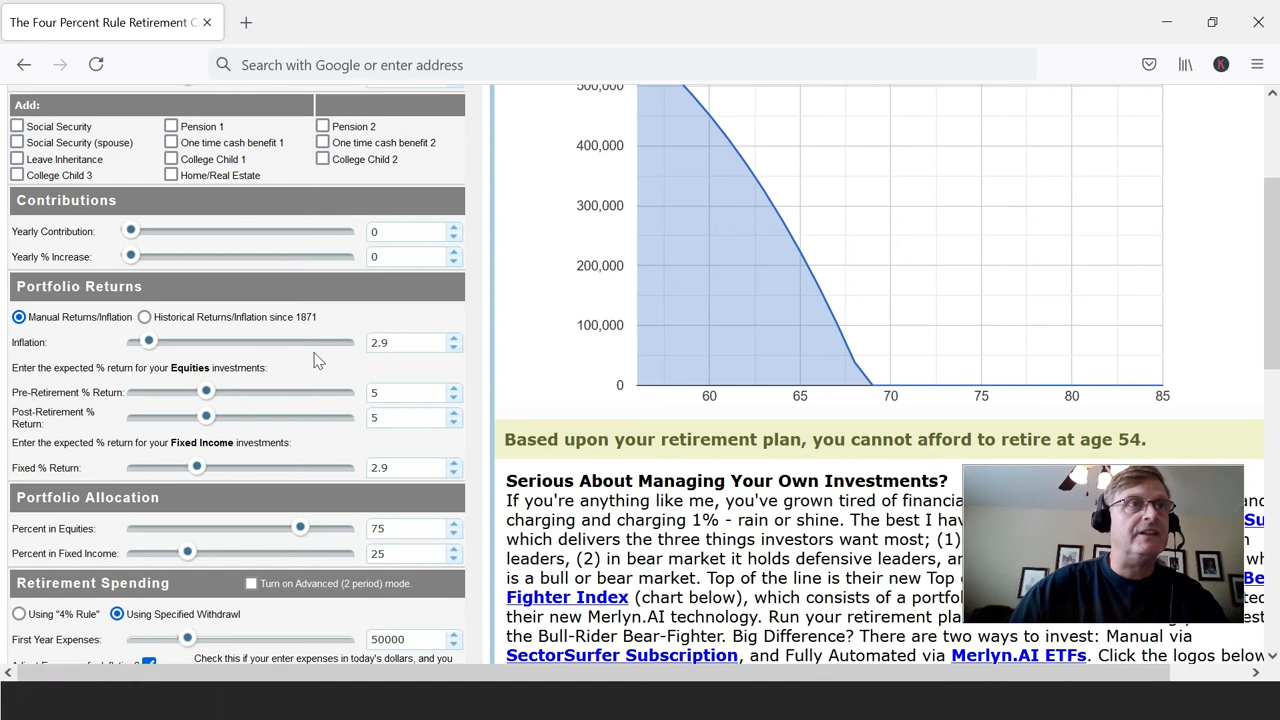 The Four Percent Rule Retirement C
Search with Google or enter address
K
Add:
Social Security
Pension 1
Pension 2
Social Security (spouse)
One time cash benefit 1
One time cash benefit 2
Leave Inheritance
College Child 1
College Child 2
College Child 3
Home/Real Estate
Contributions
Yearly Contribution:
0
Yearly % Increase:
0
Portfolio Returns
Manual Returns/Inflation
Historical Returns/Inflation since 1871
Inflation:
2.9
Enter the expected % return for your Equities investments:
Pre-Retirement % Return:
5
Post-Retirement %
Return:
5
Enter the expected % return for your Fixed Income investments:
Fixed % Return:
2.9
Portfolio Allocation
Percent in Equities:
75
Percent in Fixed Income:
25
Retirement Spending
Turn on Advanced (2 period) mode.
Using "4% Rule"
Using Specified Withdrawl
First Year Expenses:
50000
Check this if your enter expenses in today's dollars, and you
500,000
400,000
300,000
200,000
100,000
0
60
65
70
75
80
85
Based upon your retirement plan, you cannot afford to retire at age 54.
Serious About Managing Your Own Investments?
If you're anything like me, you've grown tired of financia
charging and charging 1% - rain or shine. The best I hav Su
which delivers the three things investors want most; (1)
leaders, (2) in bear market it holds defensive leaders, an wh
is a bull or bear market. Top of the line is their new Top Be
Fighter Index (chart below), which consists of a portfol
their new Merlyn.AI technology. Run your retirement pla
the Bull-Rider Bear-Fighter. Big Difference? There are two ways to invest: Manual via
SectorSurfer Subscription, and Fully Automated via Merlyn.AI ETFs. Click the logos below